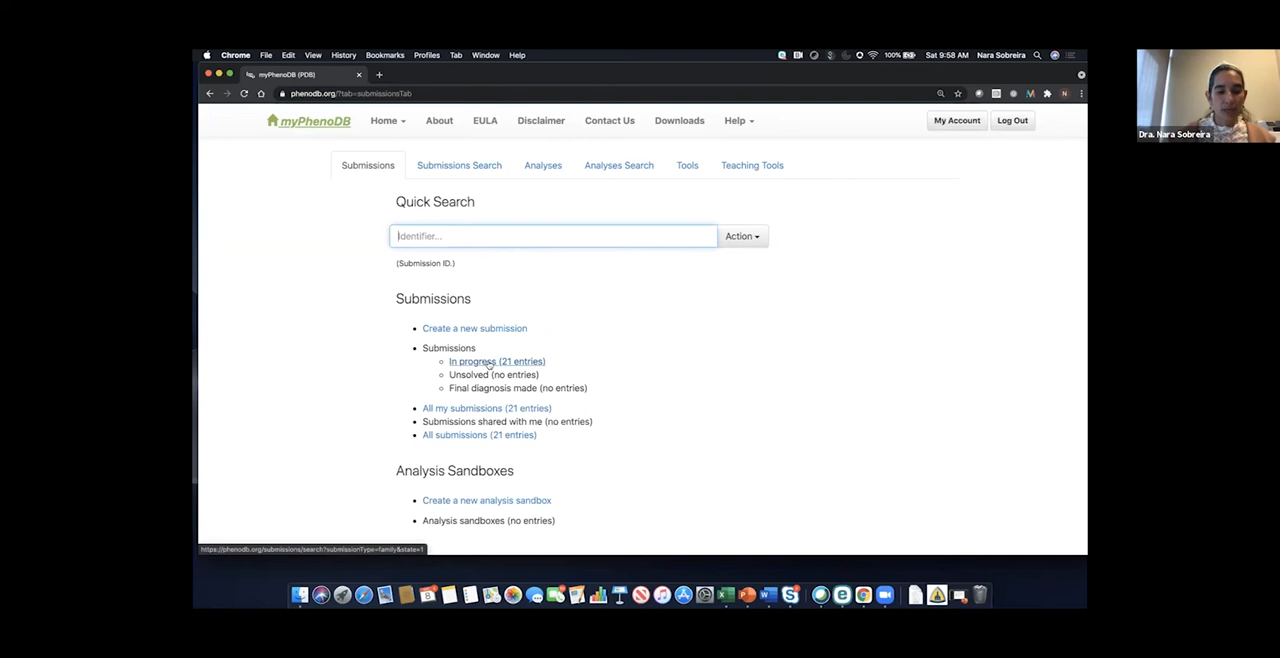 Chrome File Edit View History Bookmarks Profiles Tab Window Help 100% Sat 9:58 AM Nara Sobreira
myPhenoDB (PDB)
phenodb.org/?tab=submissionsTab
myPhenoDB Home About EULA Disclaimer Contact Us Downloads Help My Account Log Out
Dra. Nara Sobreira
Submissions Submissions Search Analyses Analyses Search Tools Teaching Tools
Quick Search
Identifier... Action
(Submission ID.)
Submissions
Create a new submission
Submissions
In progress (21 entries)
Unsolved (no entries)
Final diagnosis made (no entries)
All my submissions (21 entries)
Submissions shared with me (no entries)
All submissions (21 entries)
Analysis Sandboxes
Create a new analysis sandbox
Analysis sandboxes (no entries)
https://phenodb.org/submissions/search?submissionType=family&state=1